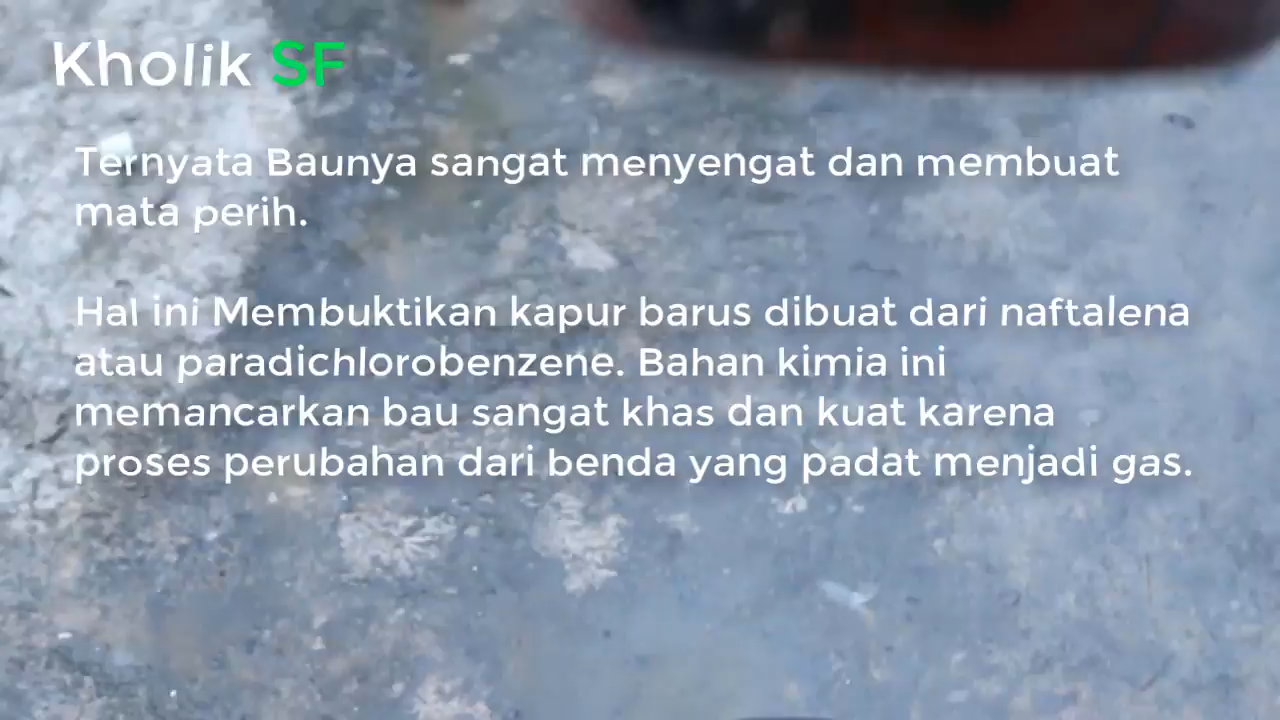 Kholik SF
Ternyata Baunya sangat menyengat dan membuat
mata perih.
Hal ini Membuktikan kapur barus dibuat dari naftalena
atau paradichlorobenzene. Bahan kimia ini
memancarkan bau sangat khas dan kuat karena
proses perubahan dari benda yang padat menjadi gas.